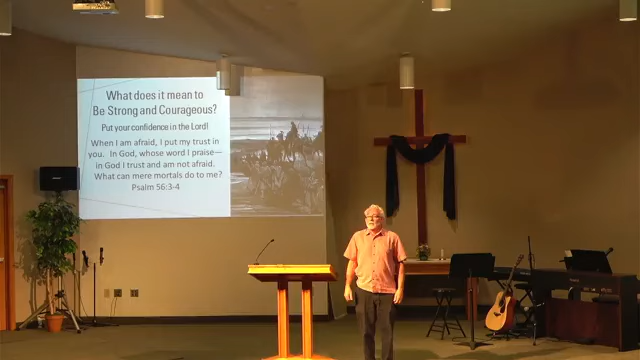 What does it mean to
Be Strong and Courageous?
Put your confidence in the Lord!
When I am afraid, I put my trust in
you. In God, whose word I praise—
in God I trust and am not afraid.
What can mere mortals do to me?
Psalm 56:3-4